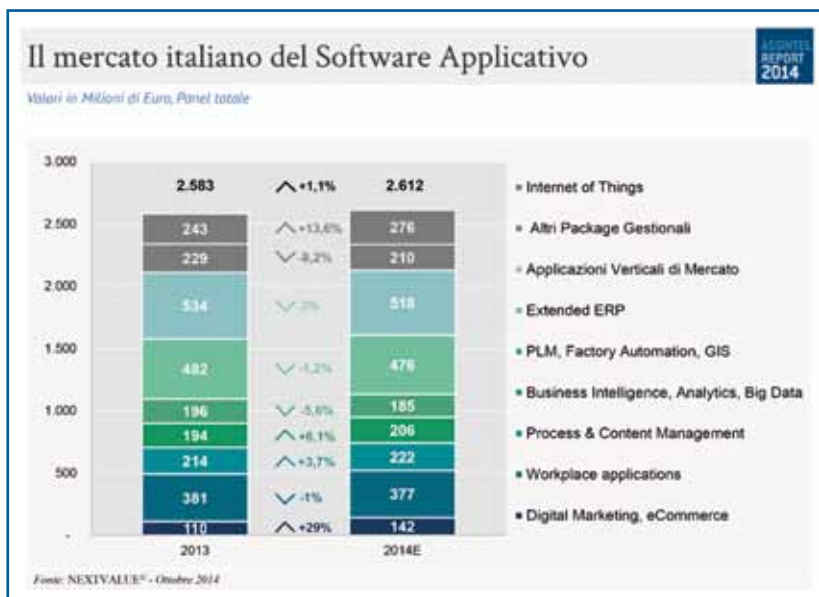 Il mercato italiano del Software Applicativo
ASSINTEL
REPORT
2014
Valori in Milioni di Euro, Panel totale
3.000
2.583
+1,1%
2.612
2.500
243
+13,6%
276
229
-8,2%
210
2.000
534
518
1.500
482
-1,2%
476
1.000
196
-5,6%
185
194
+6,1%
206
500
214
+3,7%
222
381
-1%
377
-
110
+29%
142
2013
2014E
Internet of Things
Altri Package Gestionali
Applicazioni Verticali di Mercato
Extended ERP
PLM, Factory Automation, GIS
Business Intelligence, Analytics, Big Data
Process & Content Management
Workplace applications
Digital Marketing, eCommerce
Fonte: NEXTVALUE® - Ottobre 2014